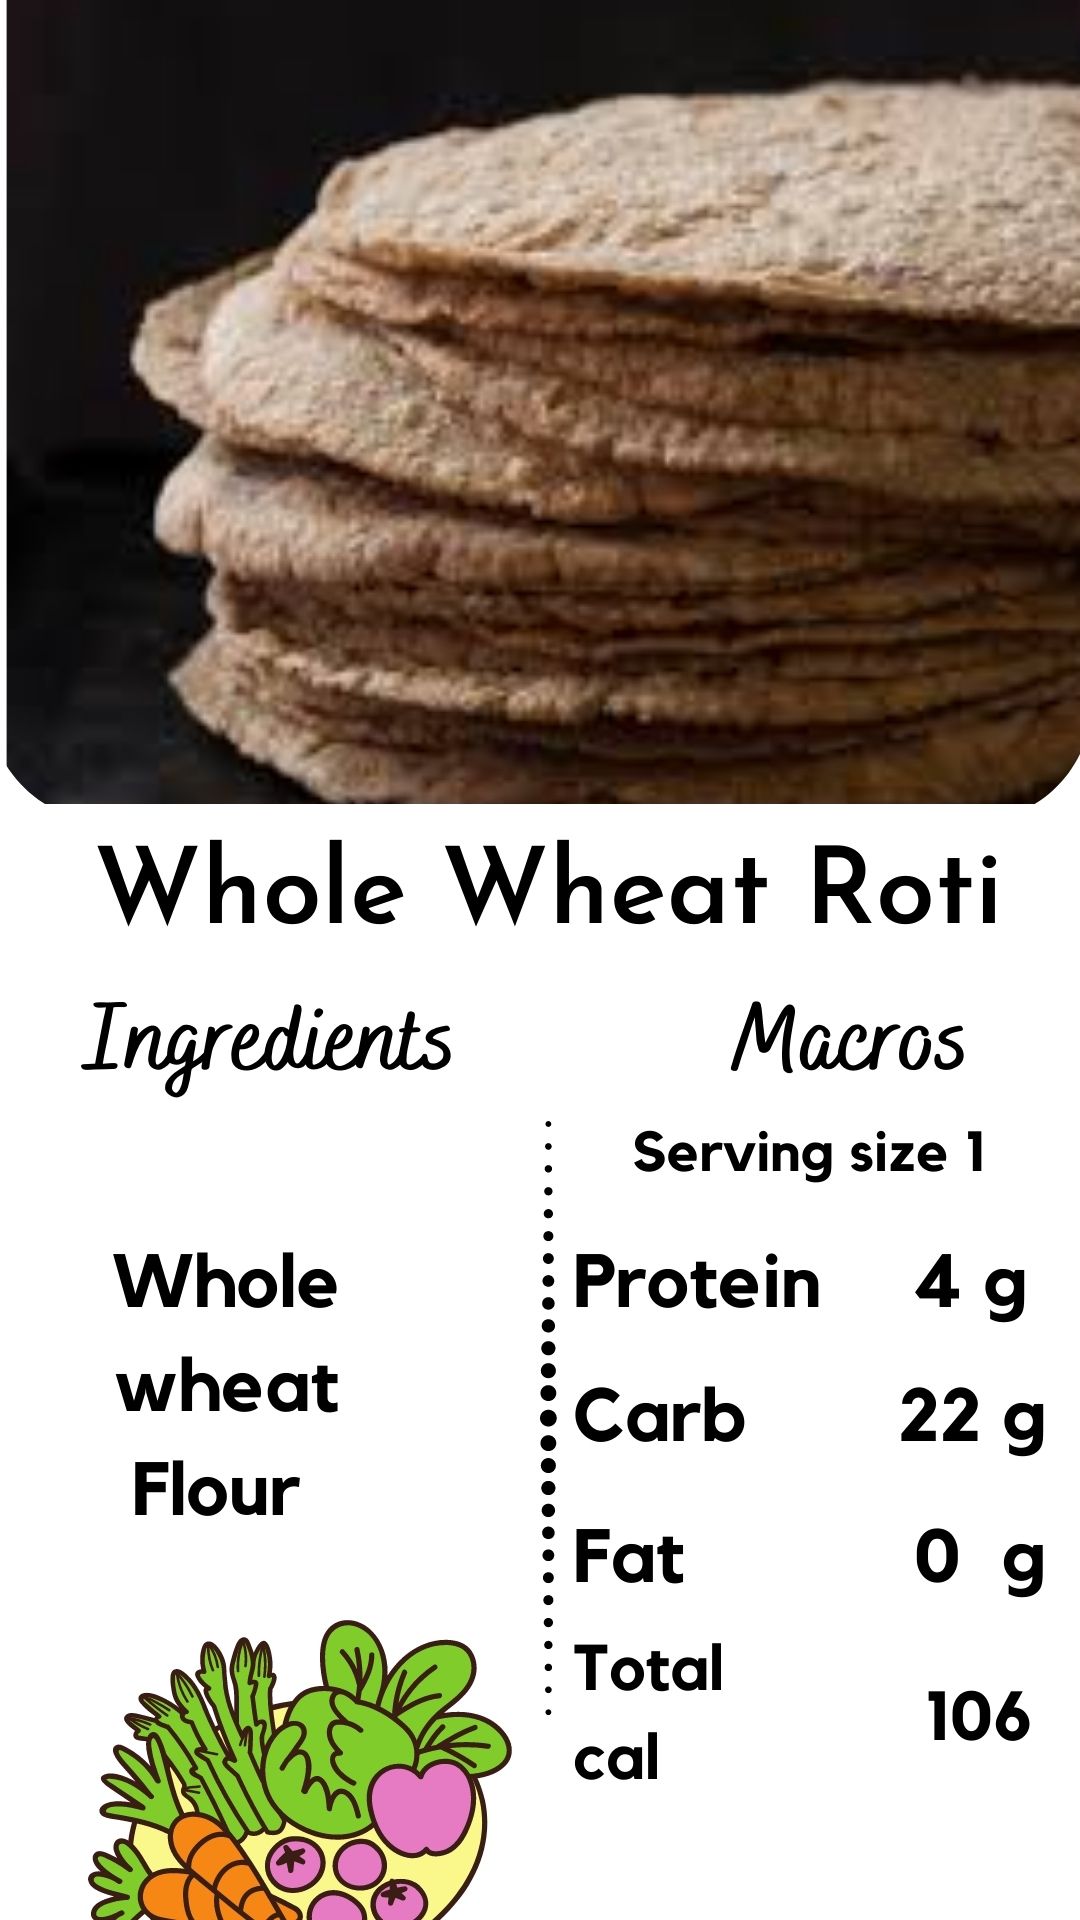 Whole Wheat Roti
Ingredients
Macros
Serving size 1
Whole
wheat
Flour
Protein 4 g
Carb 22 g
Fat 0 g
Total
cal
106